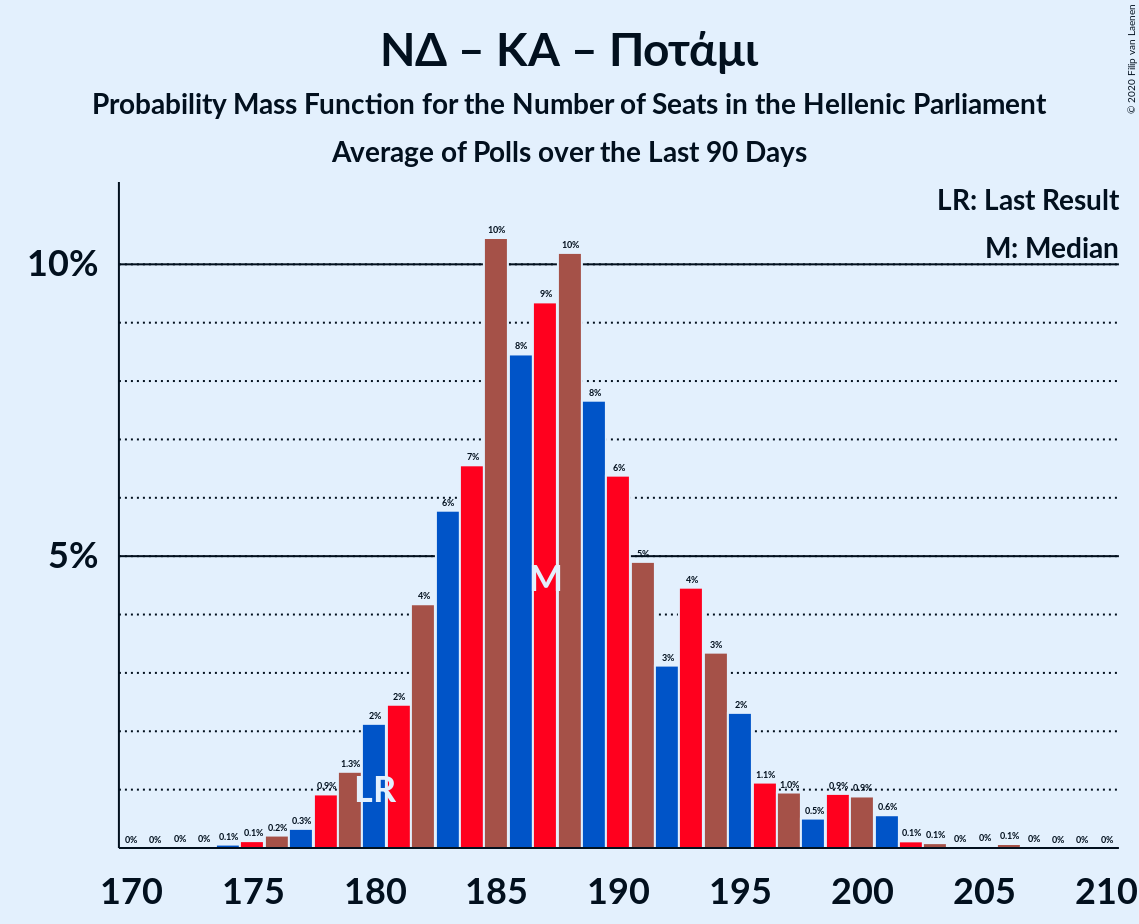 © 2020 Filip van Laenen
ΝΔ – ΚΑ – Ποτάμι
Probability Mass Function for the Number of Seats in the Hellenic Parliament
Average of Polls over the Last 90 Days
LR: Last Result
M: Median
10%
5%
0% 0% 0% 0% 0.1% 0.1% 0.2% 0.3% 0.9% 1.3% 2% 2% 4% 6% 7% 10% 8% 9% 10% 8% 6% 5% 3% 4% 3% 2% 1.1% 1.0% 0.5% 0.9% 0.9% 0.6% 0.1% 0.1% 0% 0% 0.1% 0% 0% 0% 0%
M
LR
170 175 180 185 190 195 200 205 210